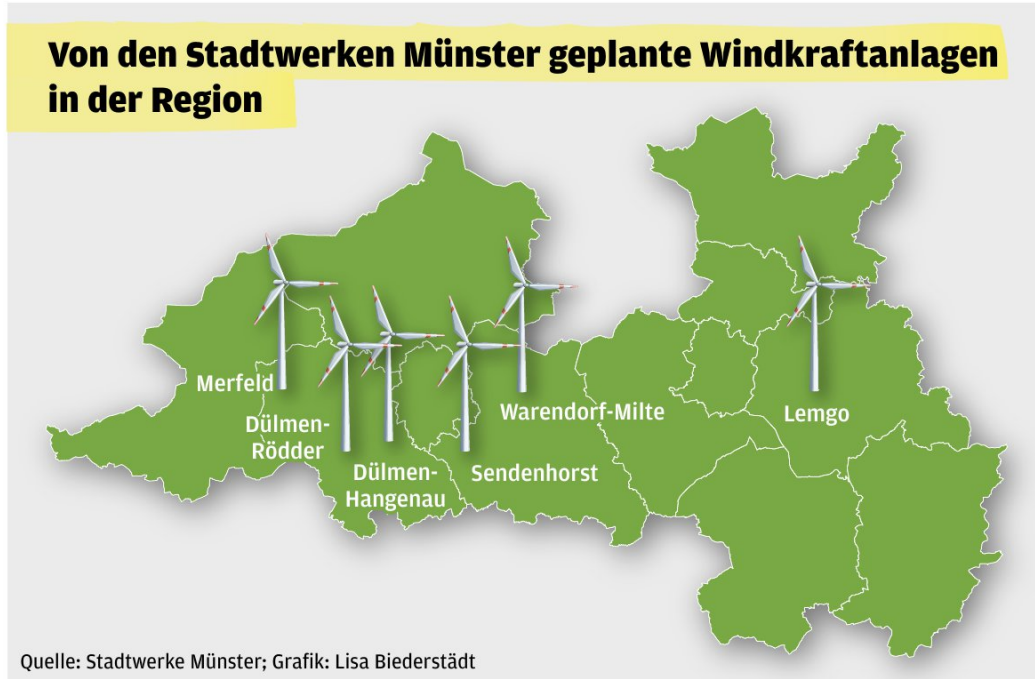 Von den Stadtwerken Münster geplante Windkraftanlagen
in der Region
Merfeld
Dülmen-
Rödder
Dülmen-
Hangenau
Sendenhorst
Warendorf-Milte
Lemgo
Quelle: Stadtwerke Münster; Grafik: Lisa Biederstädt